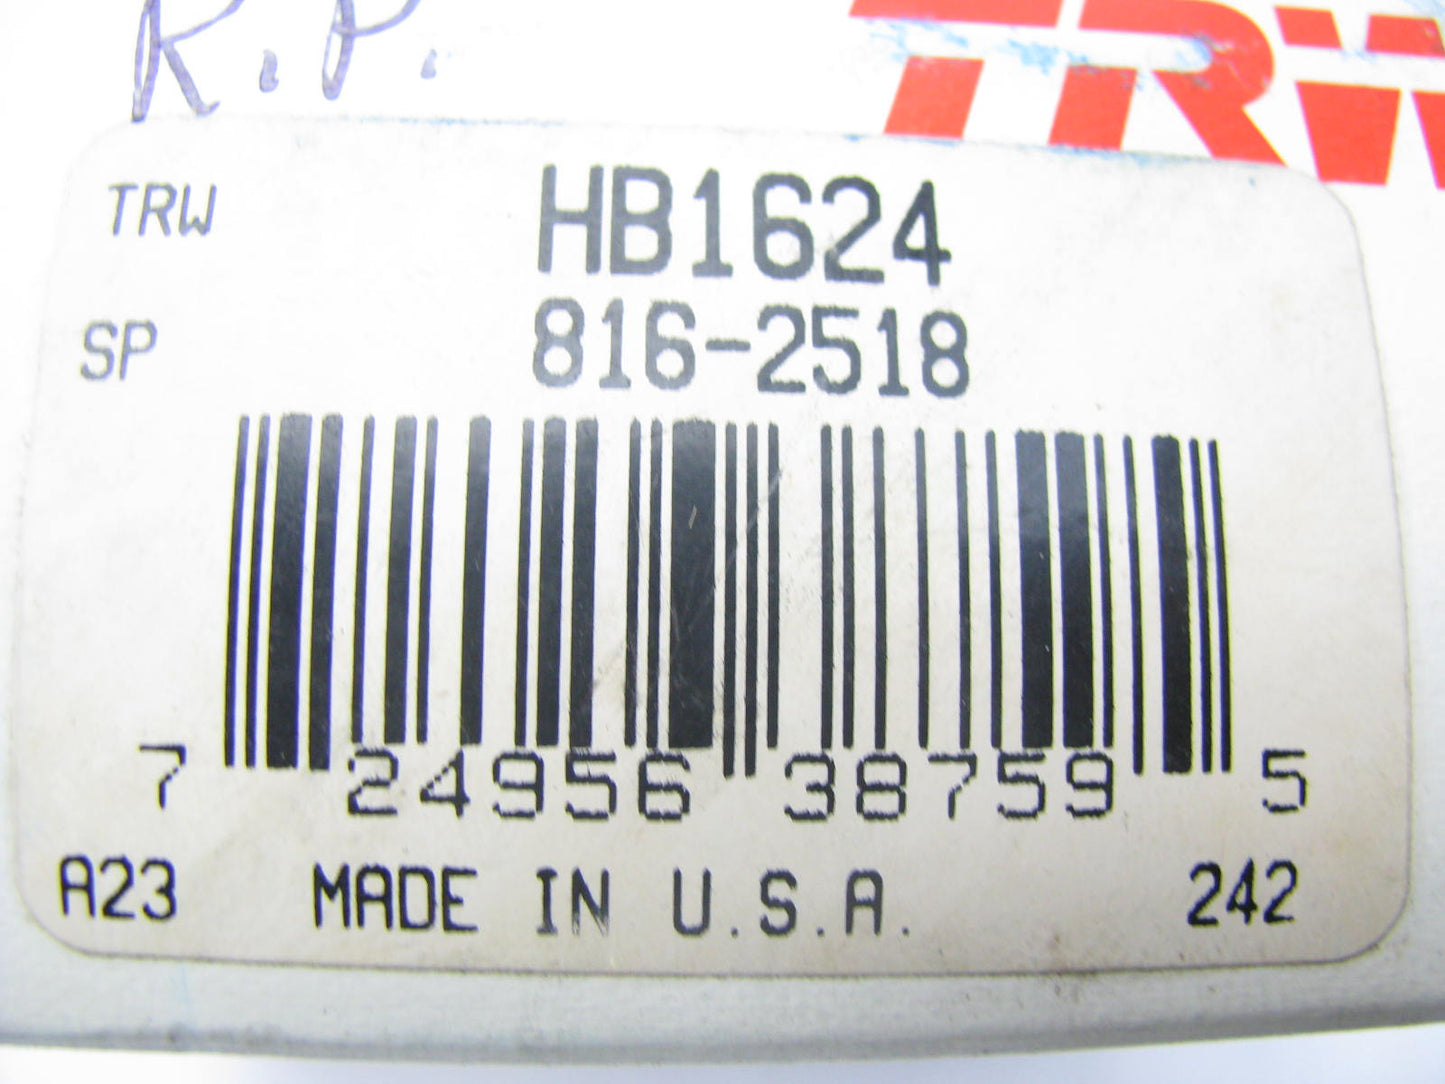 R.P. TRW
TRW HB1624
SP 816-2518
7 24956 38759 5
A23 MADE IN U.S.A. 242